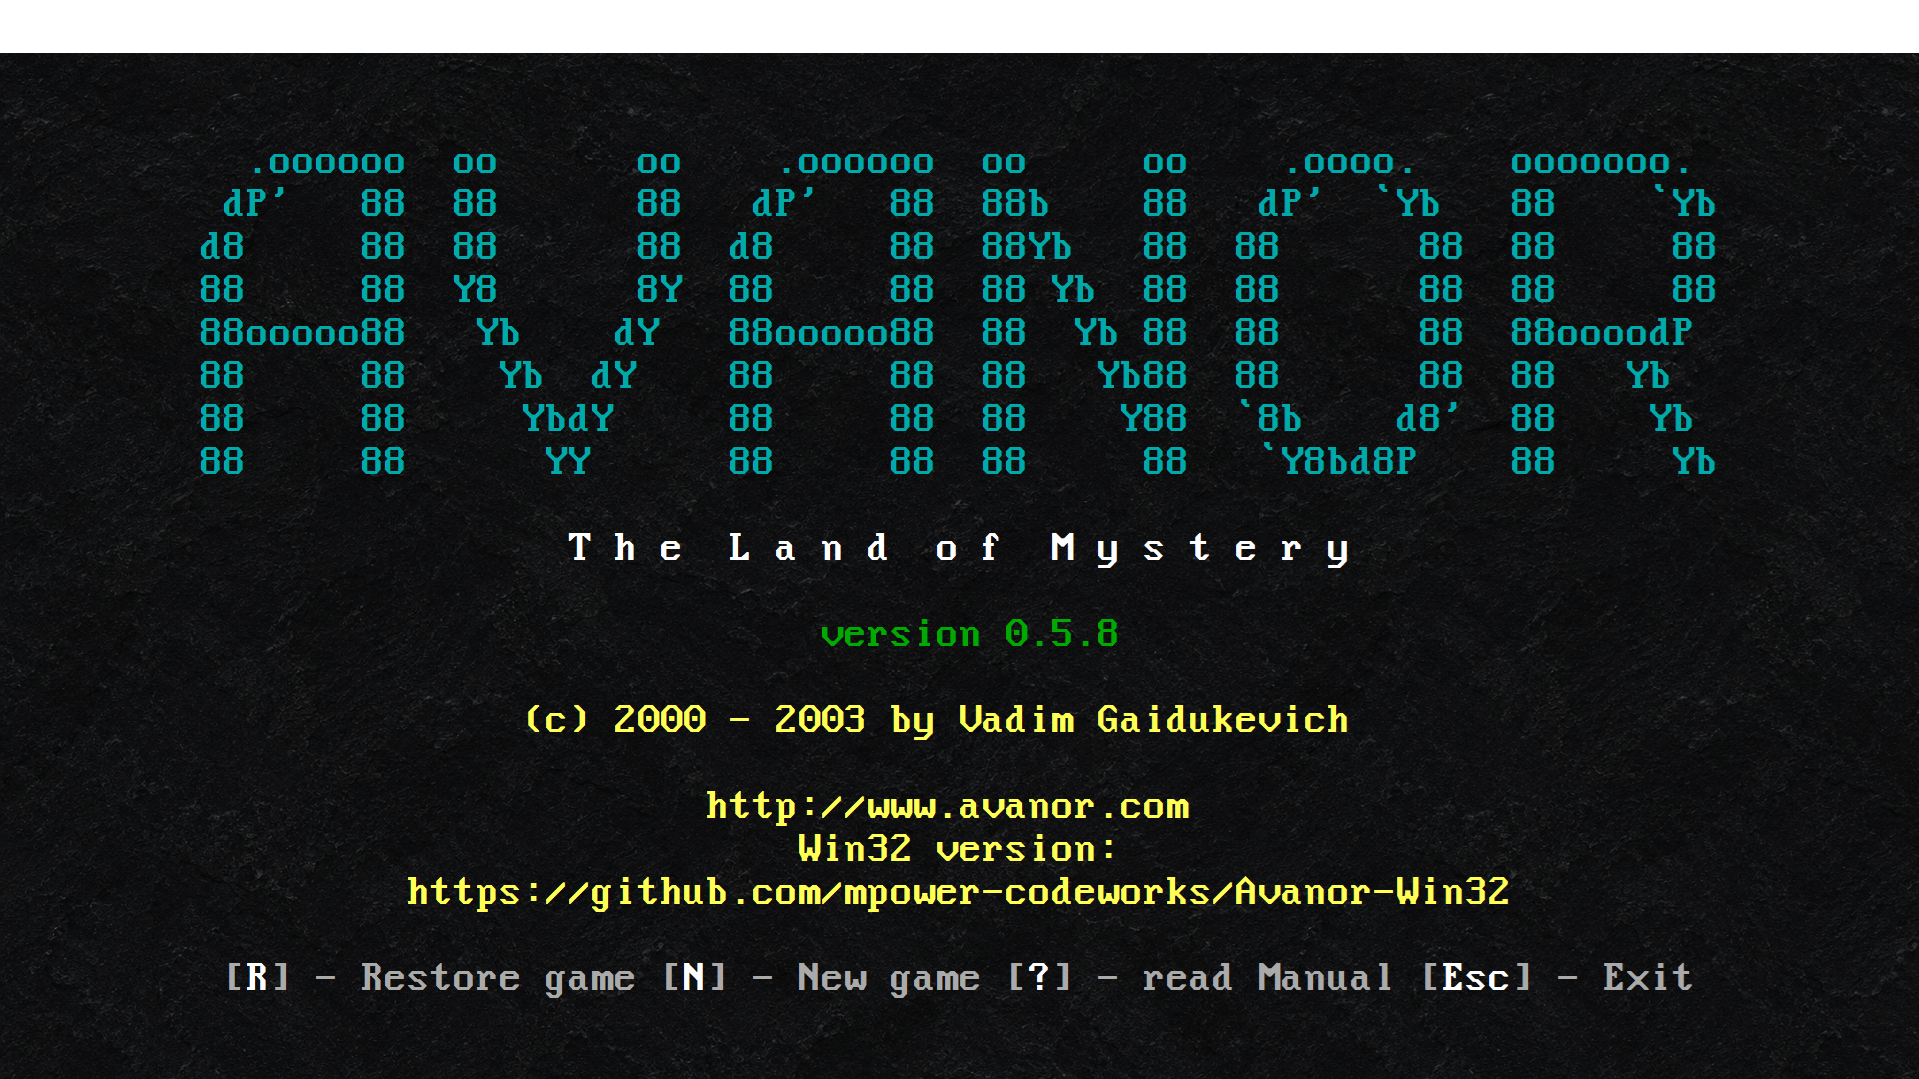 AVANOR
The Land of Mystery
version 0.5.8
(c) 2000 - 2003 by Vadim Gaidukevich
http://www.avanor.com
Win32 version:
https://github.com/mpower-codeworks/Avanor-Win32
[R] - Restore game [N] - New game [?] - read Manual [Esc] - Exit